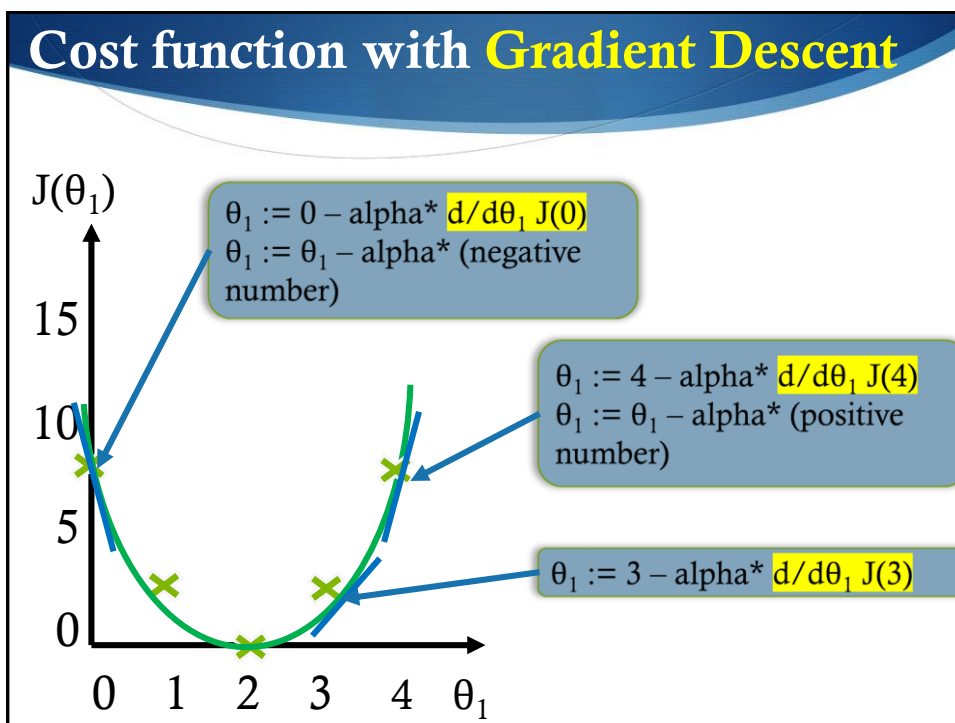 Cost function with Gradient Descent
J(θ₁)
θ₁ := 0 – alpha* d/dθ₁ J(0)
θ₁ := θ₁ – alpha* (negative
number)
15
θ₁ := 4 – alpha* d/dθ₁ J(4)
θ₁ := θ₁ – alpha* (positive
number)
10
5
θ₁ := 3 – alpha* d/dθ₁ J(3)
0
0 1 2 3 4 θ₁